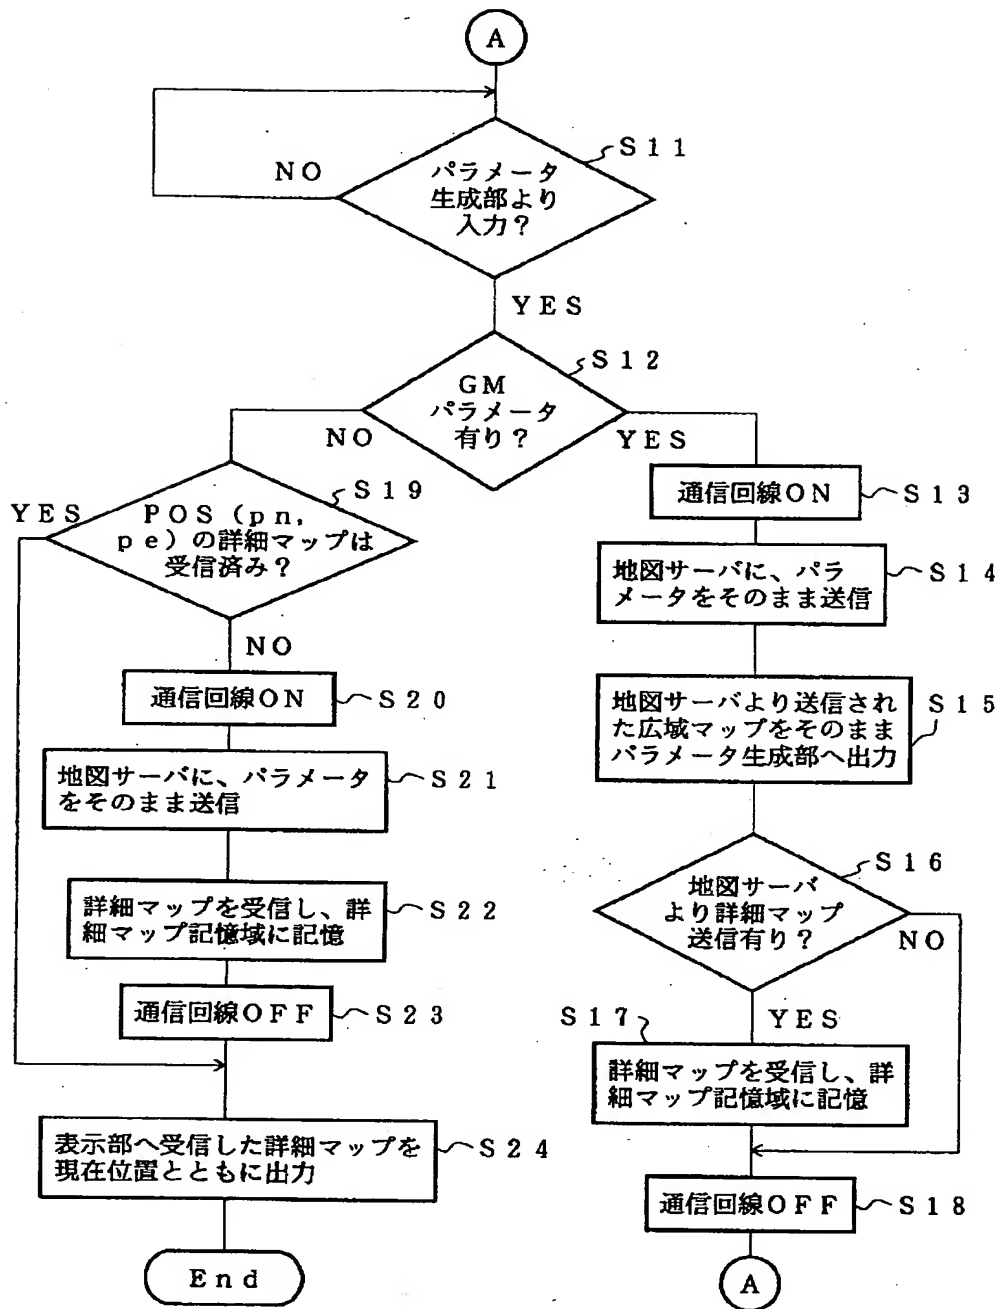 A
S11
NO
パラメータ
生成部より
入力?
YES
S12
GM
パラメータ
有り?
NO
YES
S19
YES
POS(pn,
pe)の詳細マップは
受信済み?
NO
通信回線ON
S13
地図サーバに、パラ
メータをそのまま送信
S14
地図サーバより送信され
た広域マップをそのまま
パラメータ生成部へ出力
S15
通信回線ON
S20
地図サーバに、パラメータ
をそのまま送信
S21
詳細マップを受信し、詳
細マップ記憶域に記憶
S22
通信回線OFF
S23
S16
地図サーバ
より詳細マップ
送信有り?
NO
YES
S17
詳細マップを受信し、詳
細マップ記憶域に記憶
表示部へ受信した詳細マップを
現在位置とともに出力
S24
通信回線OFF
S18
End
A